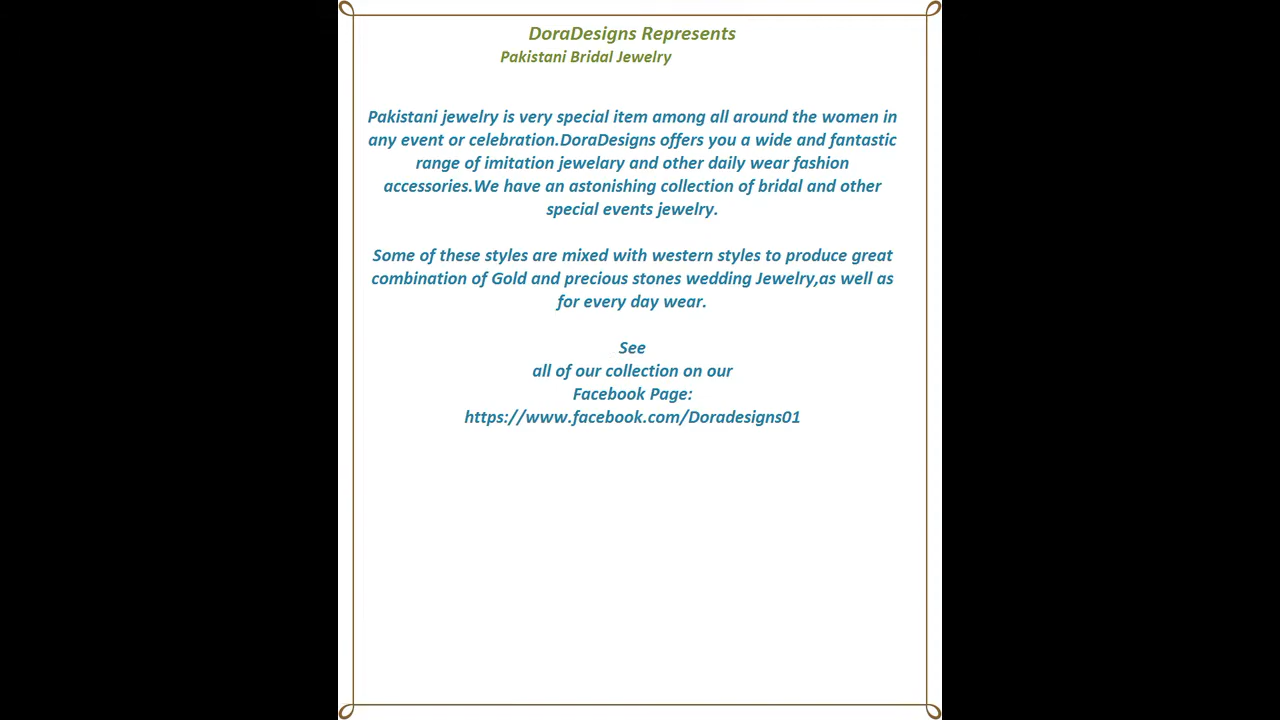 DoraDesigns Represents
Pakistani Bridal Jewelry
Pakistani jewelry is very special item among all around the women in
any event or celebration.DoraDesigns offers you a wide and fantastic
range of imitation jewelary and other daily wear fashion
accessories.We have an astonishing collection of bridal and other
special events jewelry.
Some of these styles are mixed with western styles to produce great
combination of Gold and precious stones wedding Jewelry,as well as
for every day wear.
See
all of our collection on our
Facebook Page:
https://www.facebook.com/Doradesigns01